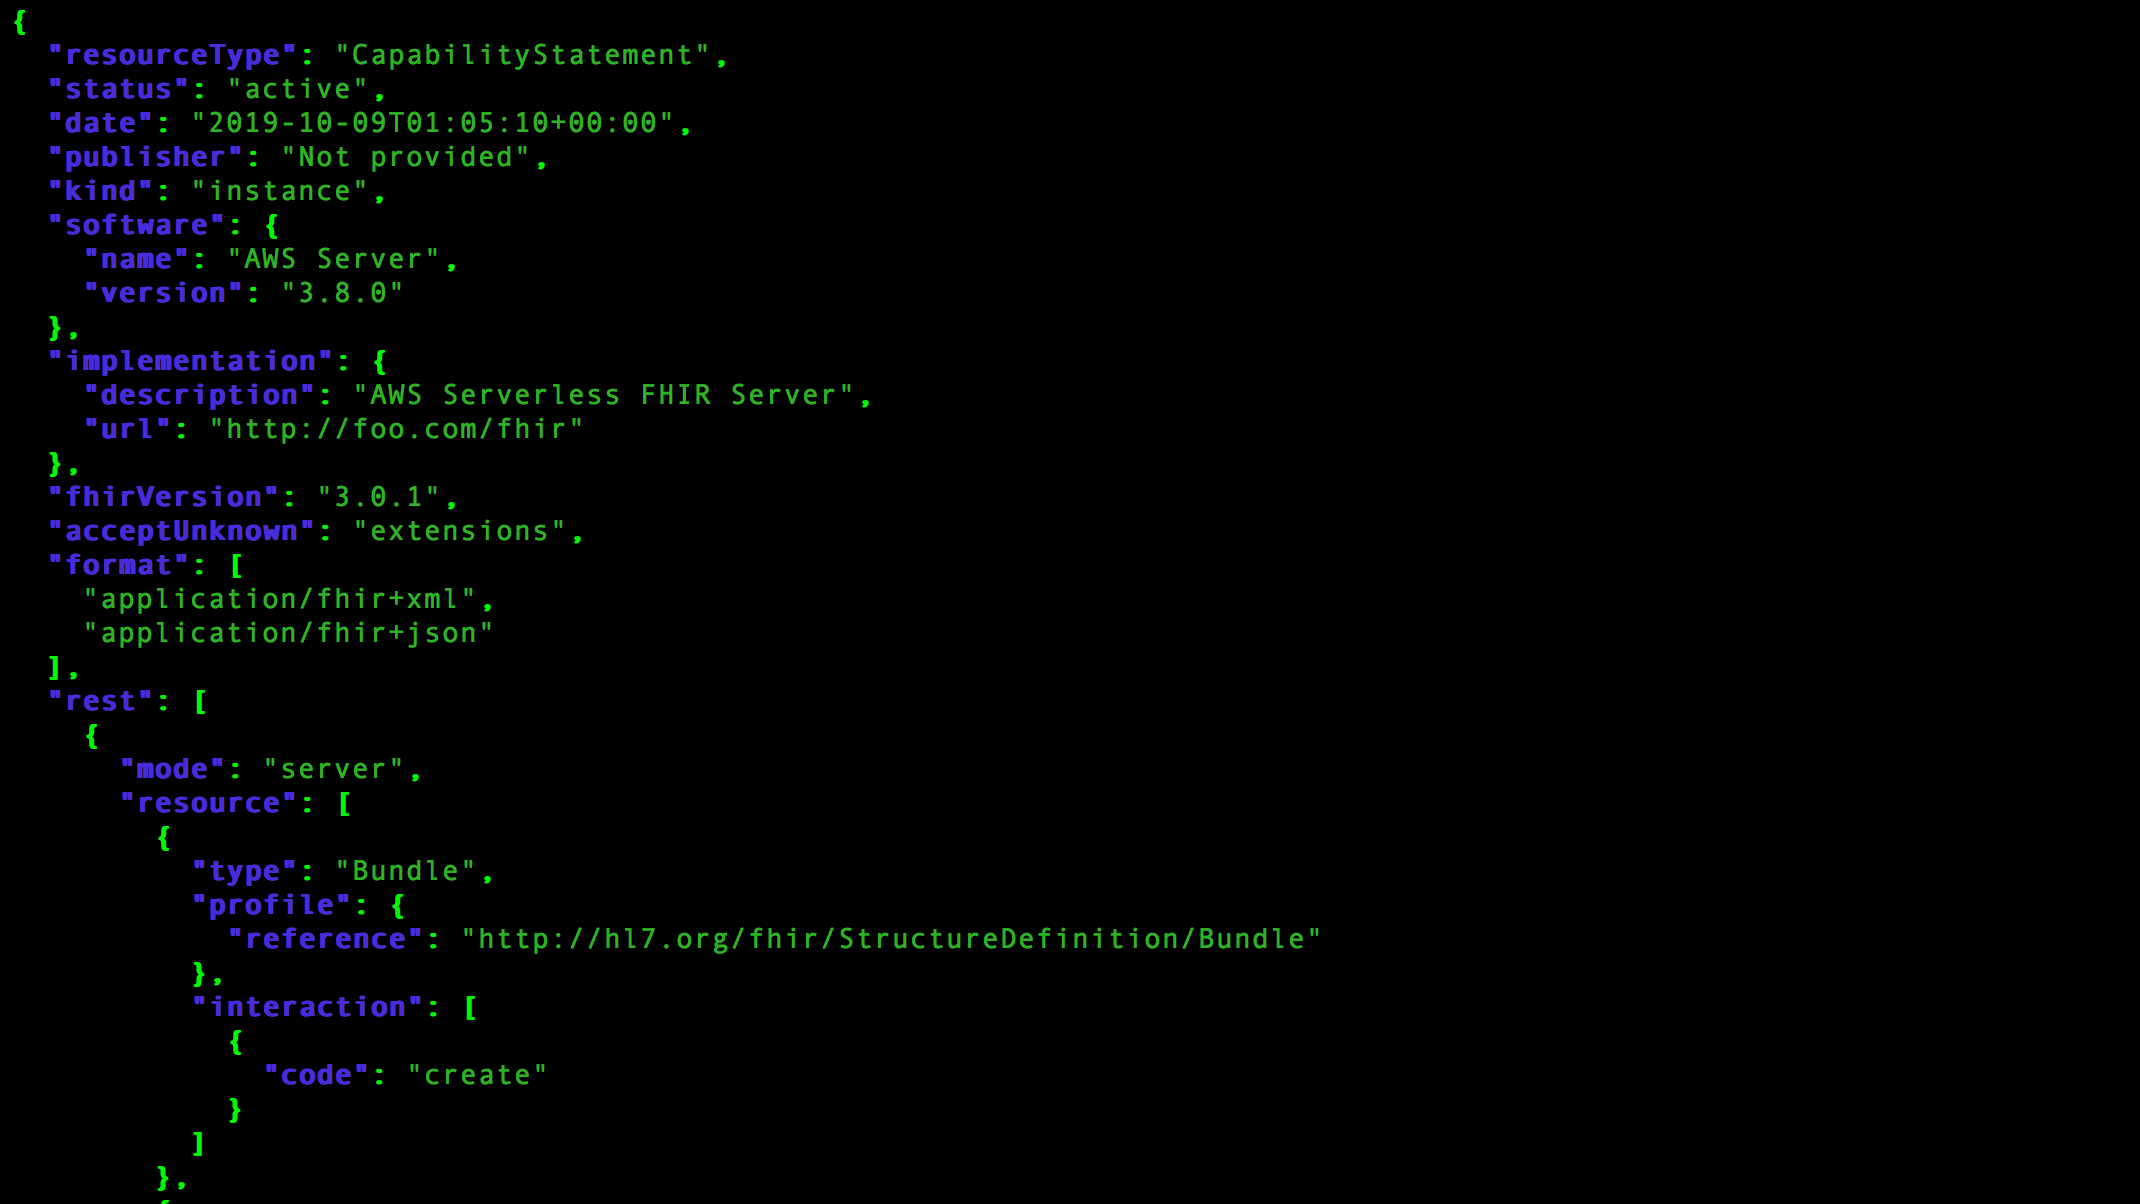 {
  "resourceType": "CapabilityStatement",
  "status": "active",
  "date": "2019-10-09T01:05:10+00:00",
  "publisher": "Not provided",
  "kind": "instance",
  "software": {
    "name": "AWS Server",
    "version": "3.8.0"
  },
  "implementation": {
    "description": "AWS Serverless FHIR Server",
    "url": "http://foo.com/fhir"
  },
  "fhirVersion": "3.0.1",
  "acceptUnknown": "extensions",
  "format": [
    "application/fhir+xml",
    "application/fhir+json"
  ],
  "rest": [
    {
      "mode": "server",
      "resource": [
        {
          "type": "Bundle",
          "profile": {
            "reference": "http://hl7.org/fhir/StructureDefinition/Bundle"
          },
          "interaction": [
            {
              "code": "create"
            }
          ]
        },
        {